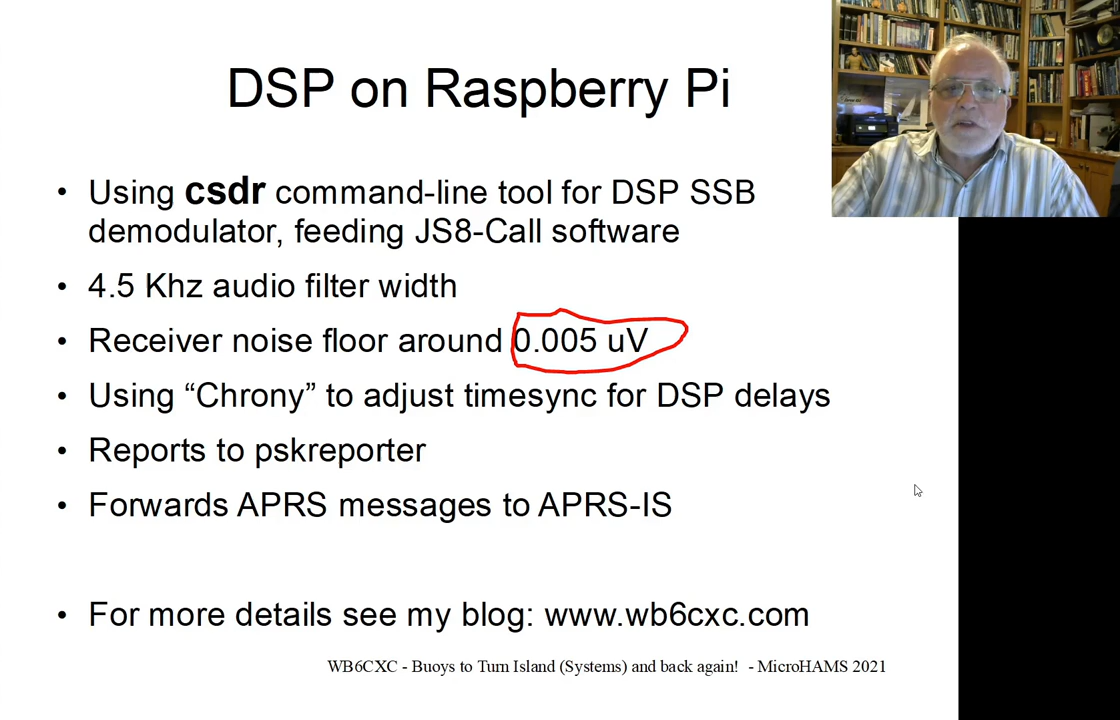 DSP on Raspberry Pi
• Using csdr command-line tool for DSP SSB
demodulator, feeding JS8-Call software
• 4.5 Khz audio filter width
• Receiver noise floor around 0.005 uV
• Using “Chrony” to adjust timesync for DSP delays
• Reports to pskreporter
• Forwards APRS messages to APRS-IS
• For more details see my blog: www.wb6cxc.com
WB6CXC - Buoys to Turn Island (Systems) and back again! - MicroHAMS 2021